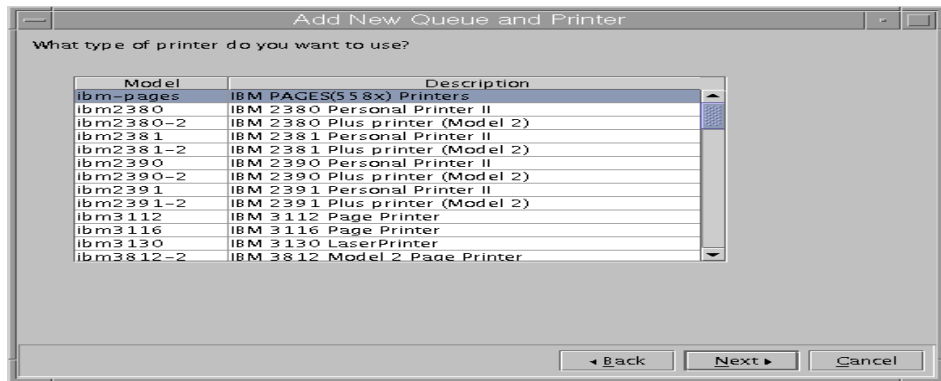 Add New Queue and Printer
What type of printer do you want to use?
Model Description
ibm-pages IBM PAGES(558x) Printers
ibm2380 IBM 2380 Personal Printer II
ibm2380-2 IBM 2380 Plus printer (Model 2)
ibm2381 IBM 2381 Personal Printer II
ibm2381-2 IBM 2381 Plus printer (Model 2)
ibm2390 IBM 2390 Personal Printer II
ibm2390-2 IBM 2390 Plus printer (Model 2)
ibm2391 IBM 2391 Personal Printer II
ibm2391-2 IBM 2391 Plus printer (Model 2)
ibm3112 IBM 3112 Page Printer
ibm3116 IBM 3116 Page Printer
ibm3130 IBM 3130 LaserPrinter
ibm3812-2 IBM 3812 Model 2 Page Printer
Back Next Cancel